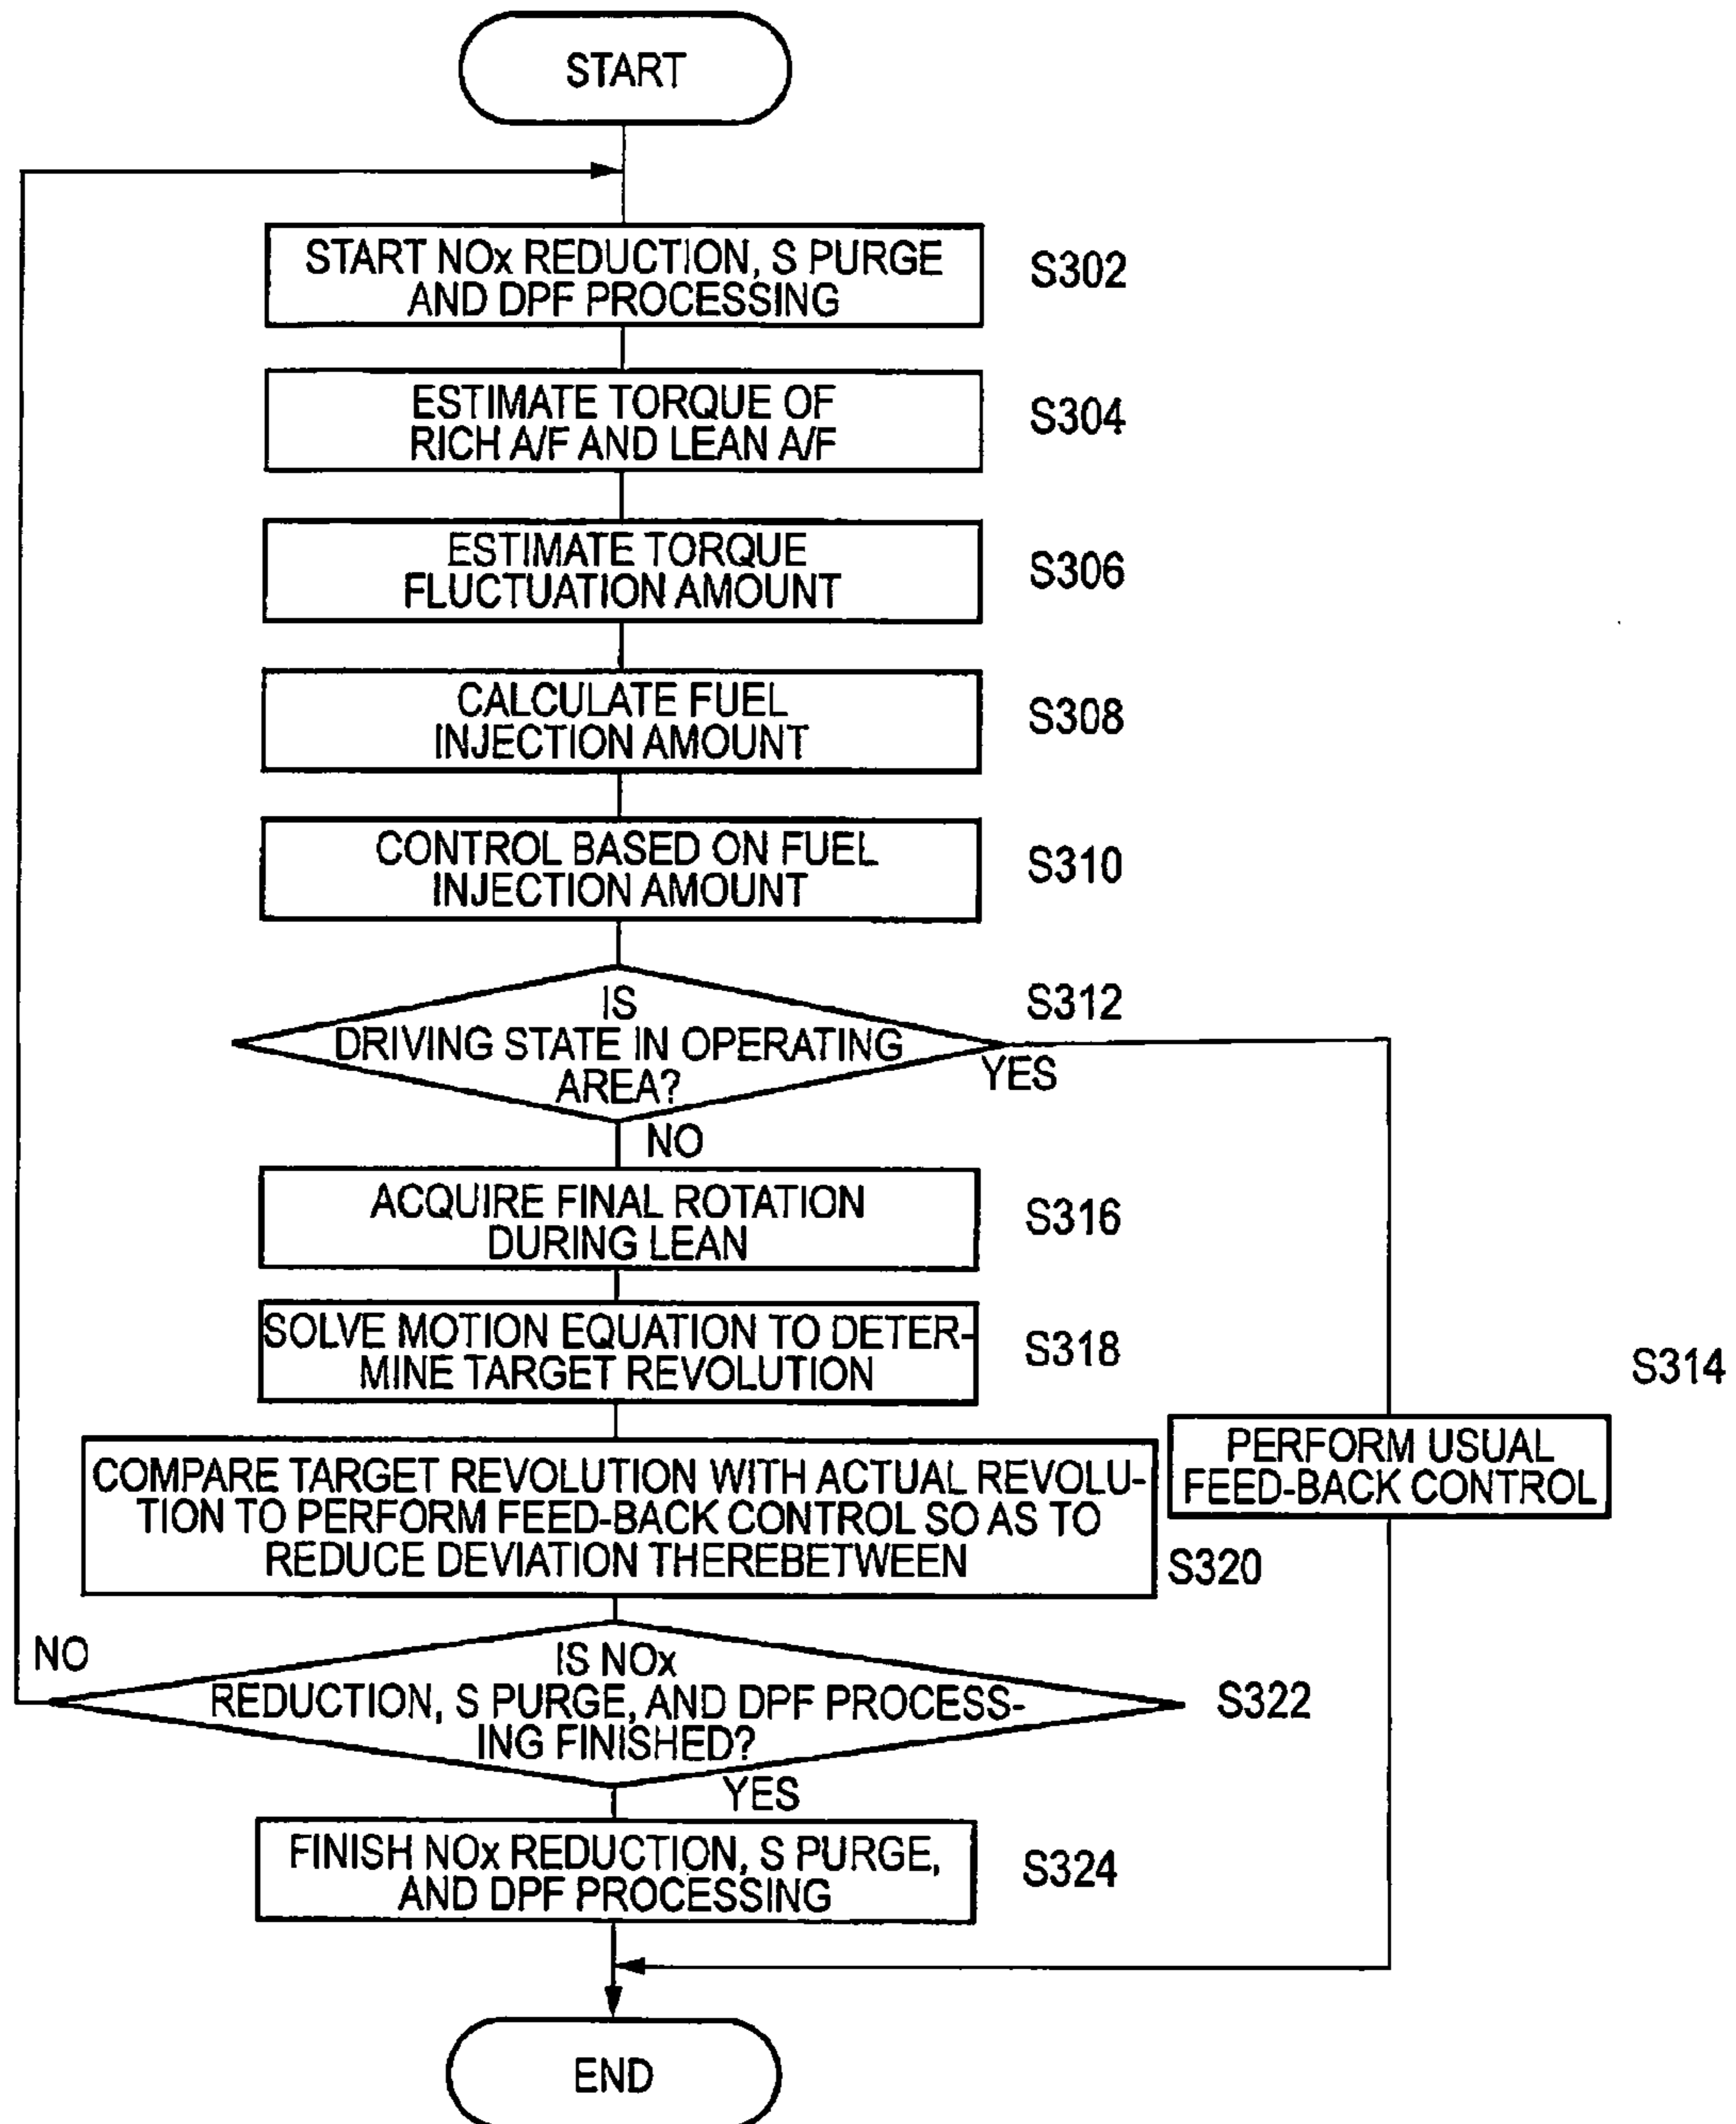 START
START NOx REDUCTION, S PURGE
AND DPF PROCESSING
S302
ESTIMATE TORQUE OF
RICH A/F AND LEAN A/F
S304
ESTIMATE TORQUE
FLUCTUATION AMOUNT
S306
CALCULATE FUEL
INJECTION AMOUNT
S308
CONTROL BASED ON FUEL
INJECTION AMOUNT
S310
IS
DRIVING STATE IN OPERATING
AREA?
S312
YES
NO
ACQUIRE FINAL ROTATION
DURING LEAN
S316
SOLVE MOTION EQUATION TO DETER-
MINE TARGET REVOLUTION
S318
S314
PERFORM USUAL
FEED-BACK CONTROL
COMPARE TARGET REVOLUTION WITH ACTUAL REVOLU-
TION TO PERFORM FEED-BACK CONTROL SO AS TO
REDUCE DEVIATION THEREBETWEEN
S320
NO
IS NOx
REDUCTION, S PURGE, AND DPF PROCESS-
ING FINISHED?
S322
YES
FINISH NOx REDUCTION, S PURGE,
AND DPF PROCESSING
S324
END